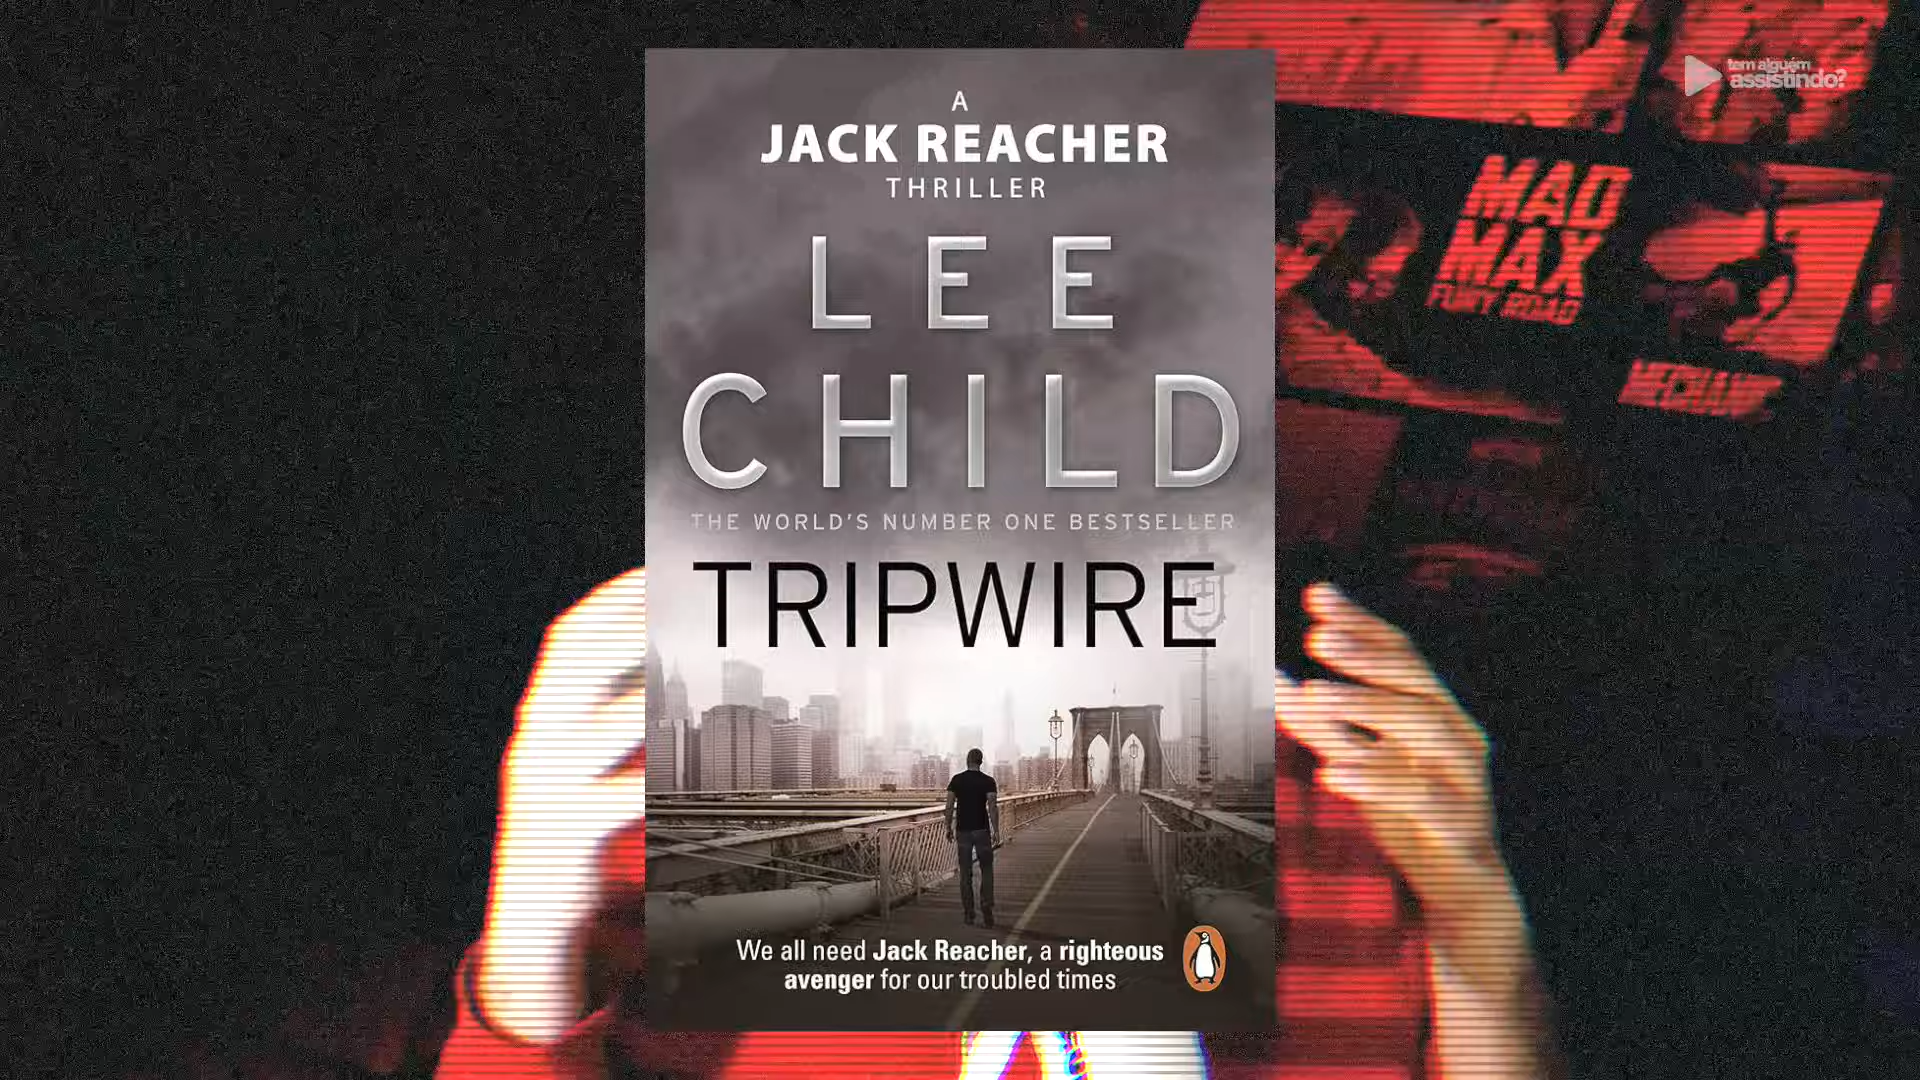 tem alguém
assistindo?
A
JACK REACHER
THRILLER
LEE
CHILD
THE WORLD'S NUMBER ONE BESTSELLER
TRIPWIRE
We all need Jack Reacher, a righteous
avenger for our troubled times
MAD
MAX
FURY ROAD
MECHANIC